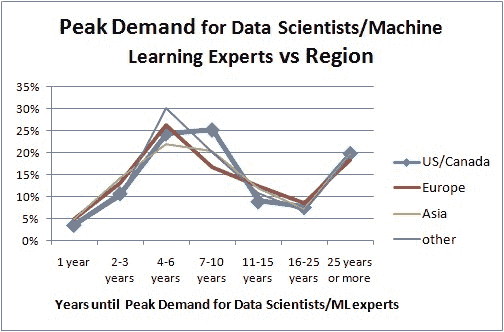 Peak Demand for Data Scientists/Machine
Learning Experts vs Region
35%
30%
25%
20%
15%
10%
5%
0%
1 year
2-3 years
4-6 years
7-10 years
11-15 years
16-25 years
25 years or more
US/Canada
Europe
Asia
other
Years until Peak Demand for Data Scientists/ML experts